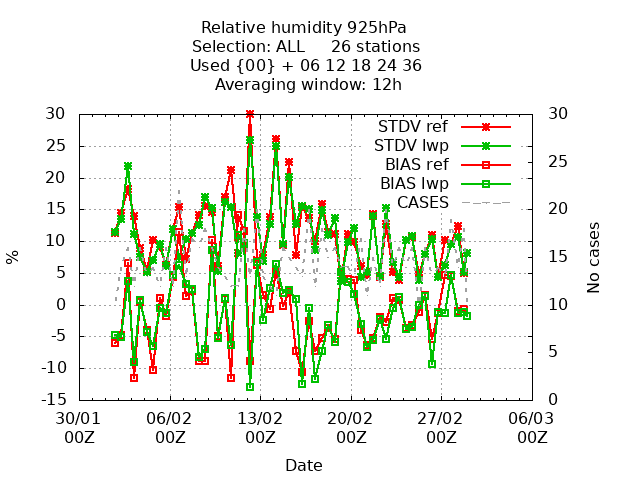 Relative humidity 925hPa
Selection: ALL 26 stations
Used {00} + 06 12 18 24 36
Averaging window: 12h
STDV ref
STDV lwp
BIAS ref
BIAS lwp
CASES
%
30
25
20
15
10
5
0
-5
-10
-15
30
25
20
15
10
5
0
No cases
30/01 06/02 13/02 20/02 27/02 06/03
00Z 00Z 00Z 00Z 00Z 00Z
Date